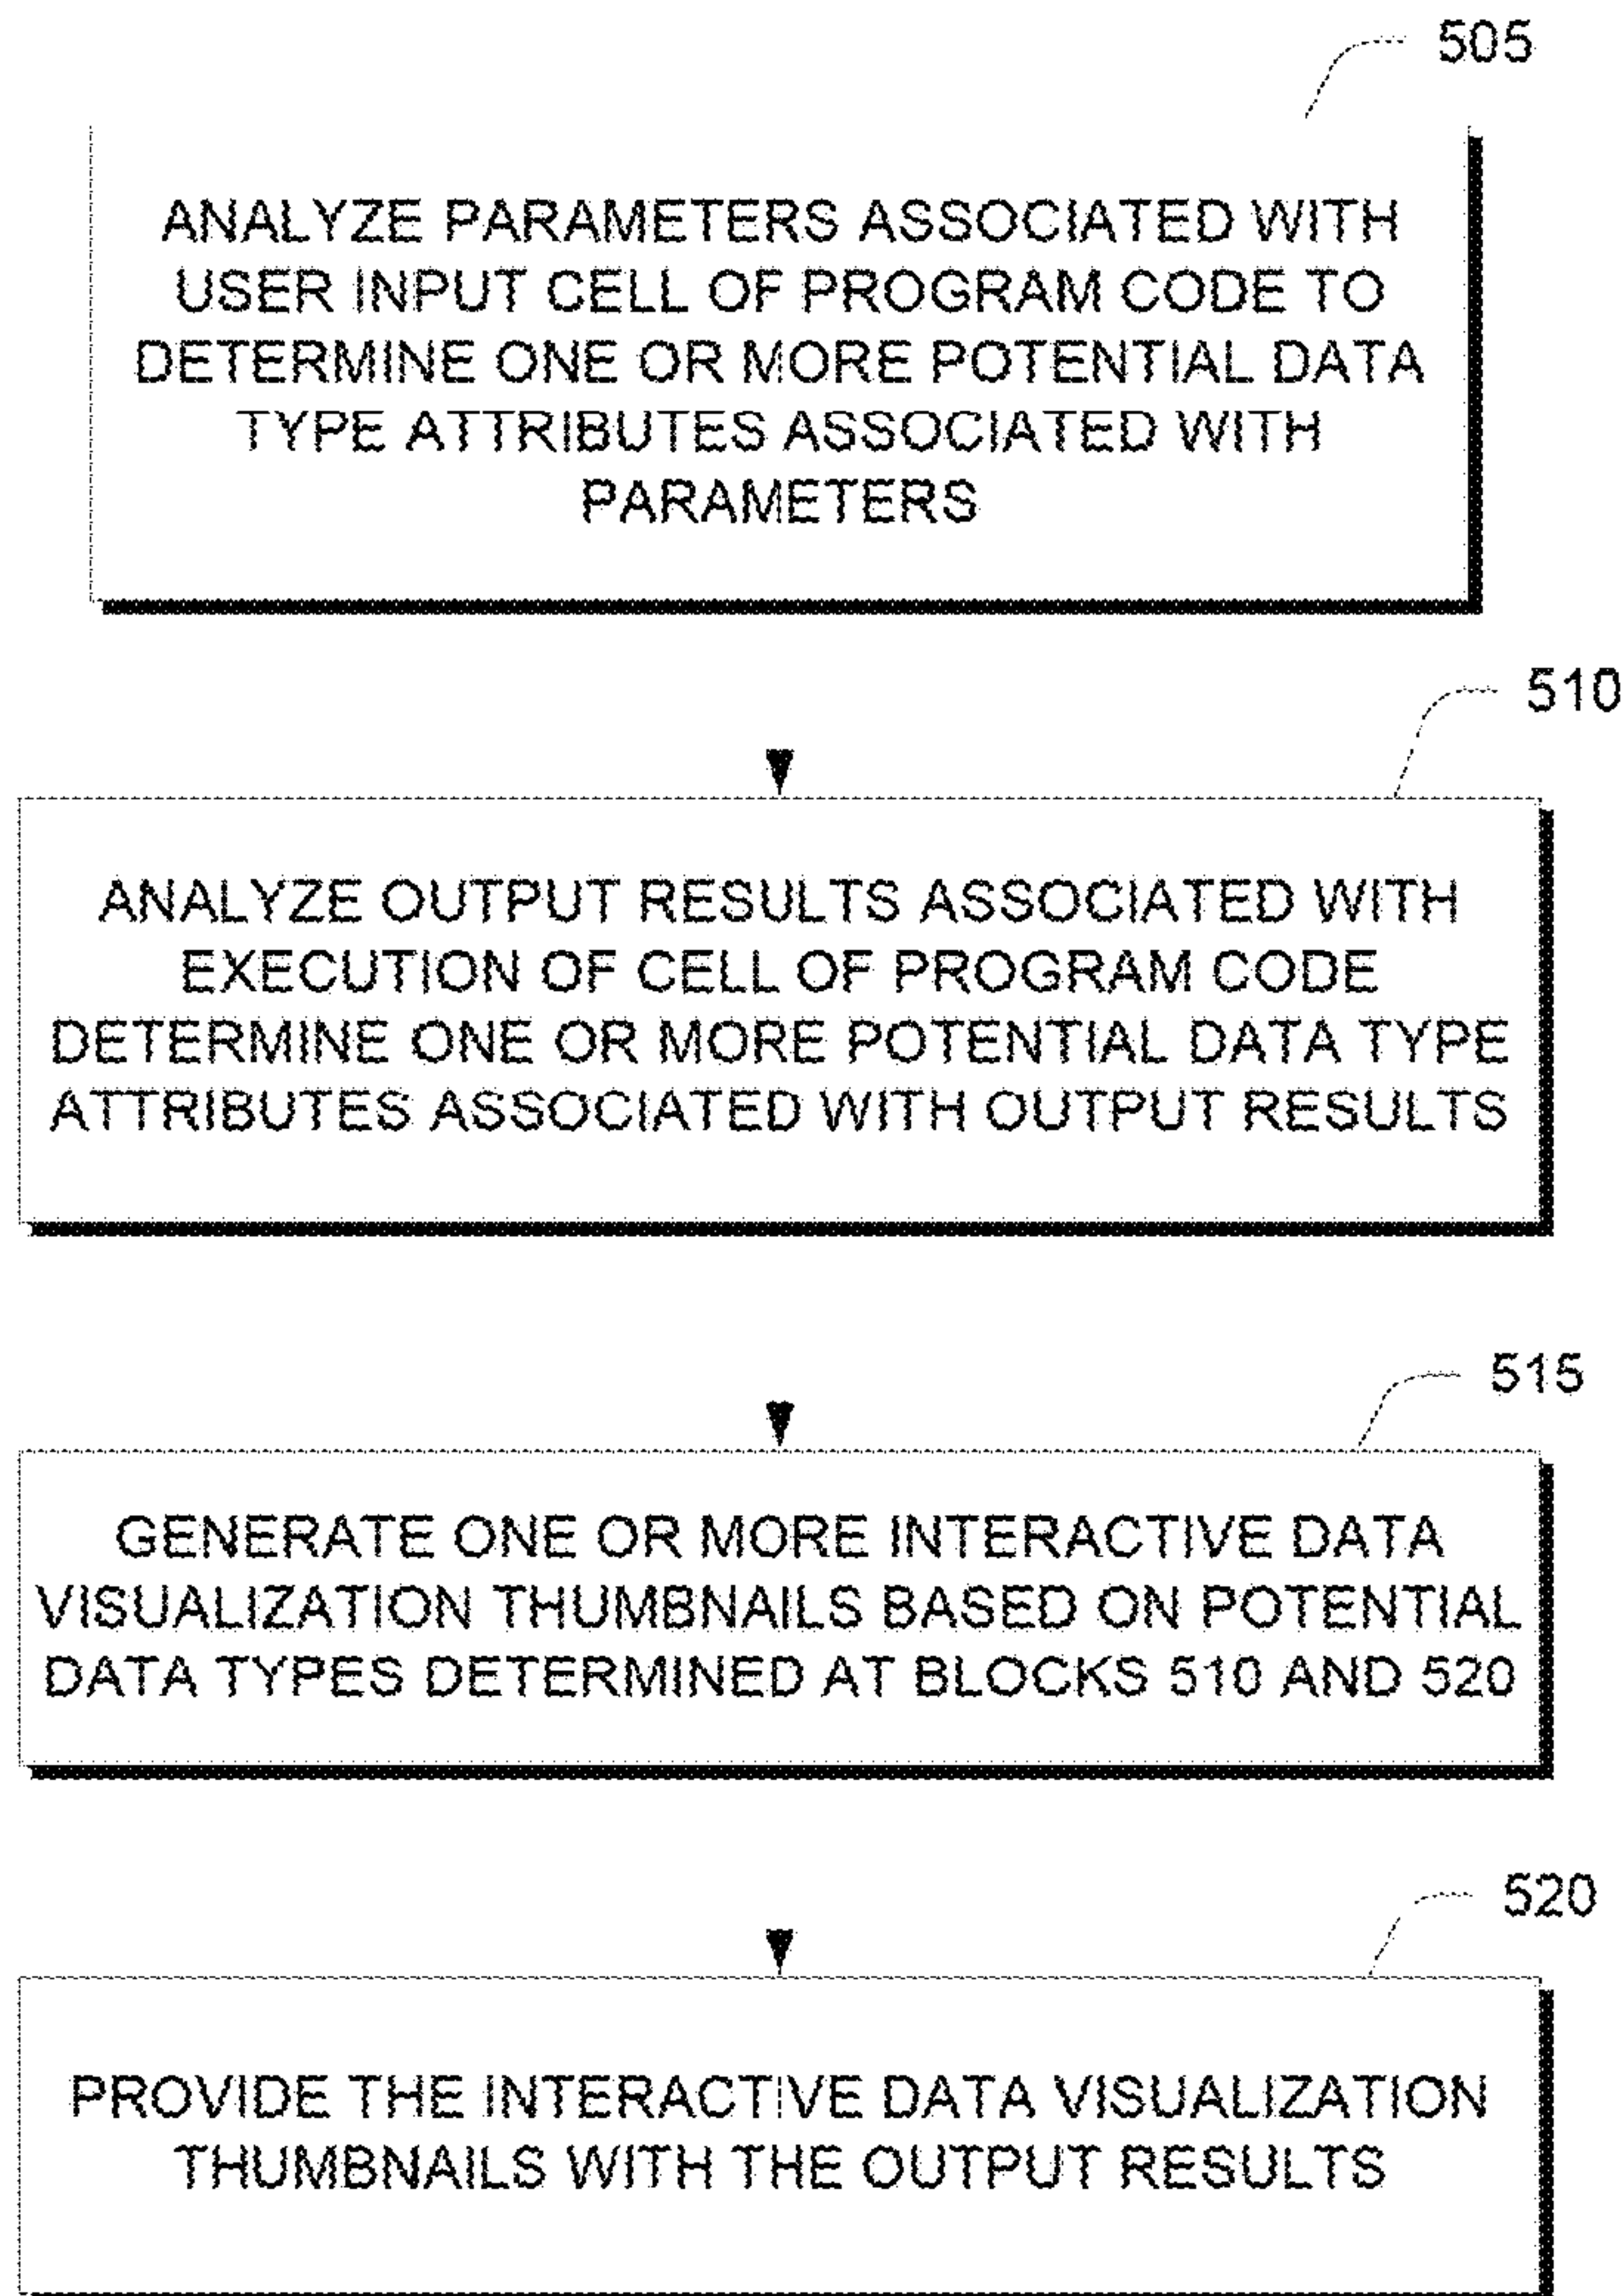 505
ANALYZE PARAMETERS ASSOCIATED WITH
USER INPUT CELL OF PROGRAM CODE TO
DETERMINE ONE OR MORE POTENTIAL DATA
TYPE ATTRIBUTES ASSOCIATED WITH
PARAMETERS
510
ANALYZE OUTPUT RESULTS ASSOCIATED WITH
EXECUTION OF CELL OF PROGRAM CODE
DETERMINE ONE OR MORE POTENTIAL DATA TYPE
ATTRIBUTES ASSOCIATED WITH OUTPUT RESULTS
515
GENERATE ONE OR MORE INTERACTIVE DATA
VISUALIZATION THUMBNAILS BASED ON POTENTIAL
DATA TYPES DETERMINED AT BLOCKS 510 AND 520
520
PROVIDE THE INTERACTIVE DATA VISUALIZATION
THUMBNAILS WITH THE OUTPUT RESULTS